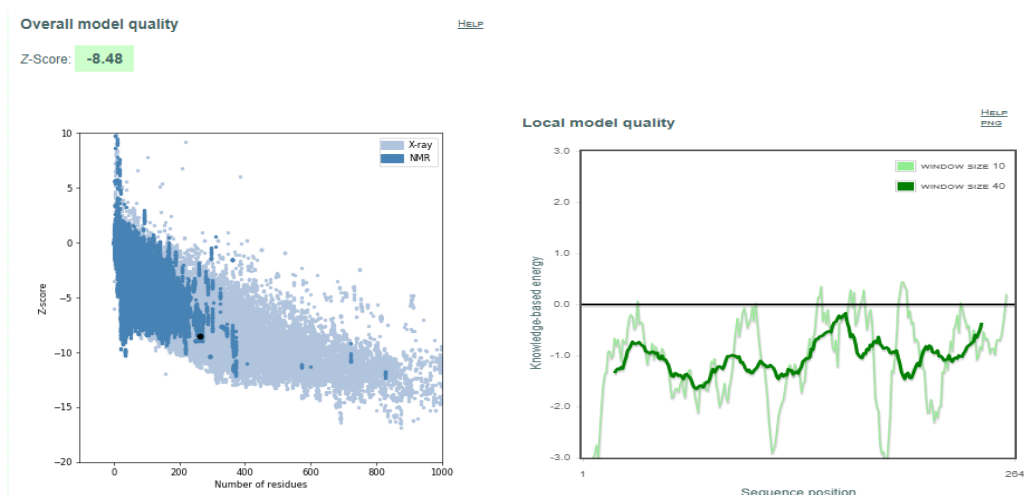 Overall model quality
HELP
Z-Score: -8.48
10
5
0
−5
−10
−15
−20
Z-score
0
200
400
600
800
1000
Number of residues
X-ray
NMR
Local model quality
HELP
PNG
3.0
2.0
1.0
0.0
-1.0
-2.0
-3.0
Knowledge-based energy
WINDOW SIZE 10
WINDOW SIZE 40
1
264
Sequence position